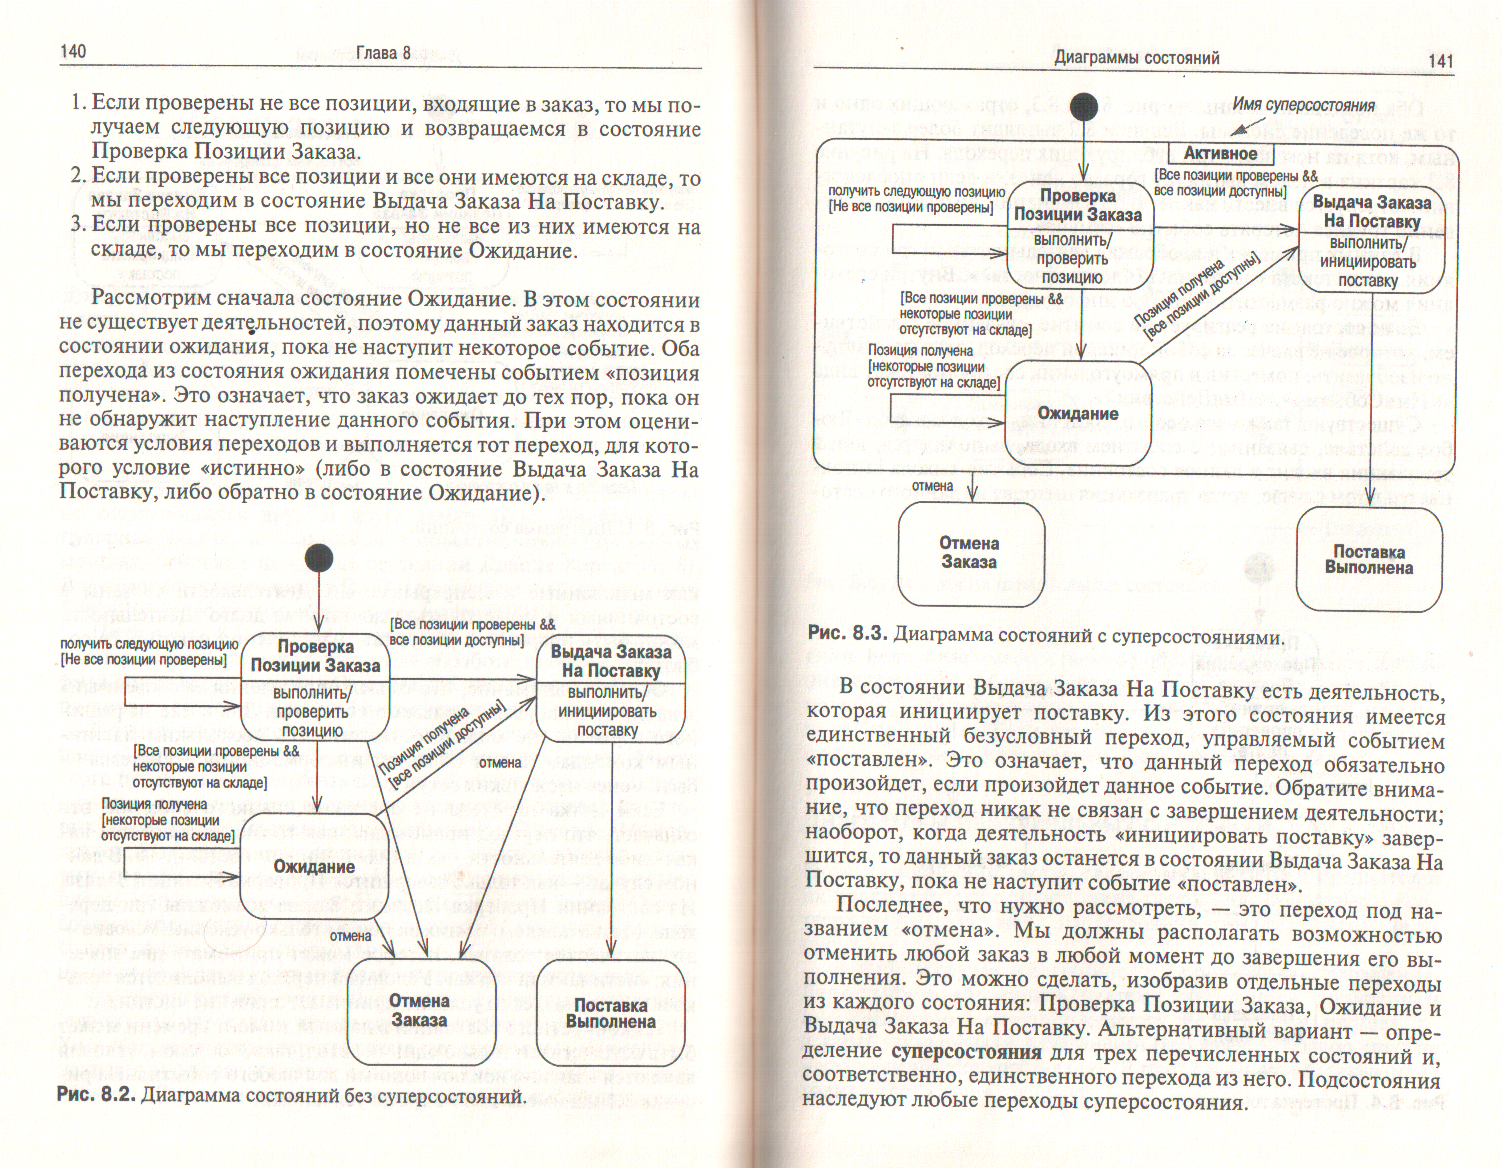 140
Глава 8
1. Если проверены не все позиции, входящие в заказ, то мы по-
лучаем следующую позицию и возвращаемся в состояние
Проверка Позиции Заказа.
2. Если проверены все позиции и все они имеются на складе, то
мы переходим в состояние Выдача Заказа На Поставку.
3. Если проверены все позиции, но не все из них имеются на
складе, то мы переходим в состояние Ожидание.
Рассмотрим сначала состояние Ожидание. В этом состоянии
не существует деятельностей, поэтому данный заказ находится в
состоянии ожидания, пока не наступит некоторое событие. Оба
перехода из состояния ожидания помечены событием «позиция
получена». Это означает, что заказ ожидает до тех пор, пока он
не обнаружит наступление данного события. При этом оцени-
ваются условия переходов и выполняется тот переход, для кото-
рого условие «истинно» (либо в состояние Выдача Заказа На
Поставку, либо обратно в состояние Ожидание).
получить следующую позицию
[Не все позиции проверены]
Проверка
Позиции Заказа
выполнить/
проверить
позицию
[Все позиции проверены &&
все позиции доступны]
Выдача Заказа
На Поставку
выполнить/
инициировать
поставку
[Все позиции проверены &&
некоторые позиции
отсутствуют на складе]
Позиция получена
[все позиции доступны]
отмена
Позиция получена
[некоторые позиции
отсутствуют на складе]
Ожидание
отмена
Отмена
Заказа
Поставка
Выполнена
Рис. 8.2. Диаграмма состояний без суперсостояний.
Диаграммы состояний
141
Имя суперсостояния
Активное
получить следующую позицию
[Не все позиции проверены]
Проверка
Позиции Заказа
выполнить/
проверить
позицию
[Все позиции проверены &&
все позиции доступны]
Выдача Заказа
На Поставку
выполнить/
инициировать
поставку
[Все позиции проверены &&
некоторые позиции
отсутствуют на складе]
Позиция получена
[все позиции доступны]
Позиция получена
[некоторые позиции
отсутствуют на складе]
Ожидание
отмена
Отмена
Заказа
Поставка
Выполнена
Рис. 8.3. Диаграмма состояний с суперсостояниями.
В состоянии Выдача Заказа На Поставку есть деятельность,
которая инициирует поставку. Из этого состояния имеется
единственный безусловный переход, управляемый событием
«поставлен». Это означает, что данный переход обязательно
произойдет, если произойдет данное событие. Обратите внима-
ние, что переход никак не связан с завершением деятельности;
наоборот, когда деятельность «инициировать поставку» завер-
шится, то данный заказ останется в состоянии Выдача Заказа На
Поставку, пока не наступит событие «поставлен».
Последнее, что нужно рассмотреть, — это переход под на-
званием «отмена». Мы должны располагать возможностью
отменить любой заказ в любой момент до завершения его вы-
полнения. Это можно сделать, изобразив отдельные переходы
из каждого состояния: Проверка Позиции Заказа, Ожидание и
Выдача Заказа На Поставку. Альтернативный вариант — опре-
деление суперсостояния для трех перечисленных состояний и,
соответственно, единственного перехода из него. Подсостояния
наследуют любые переходы суперсостояния.